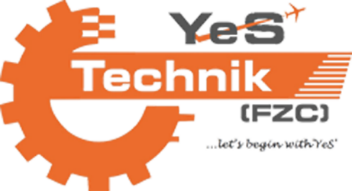 YeS
Technik
(FZC)
...let's begin with 'YeS'